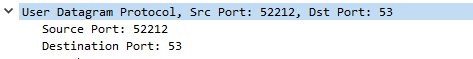 User Datagram Protocol, Src Port: 52212, Dst Port: 53
Source Port: 52212
Destination Port: 53